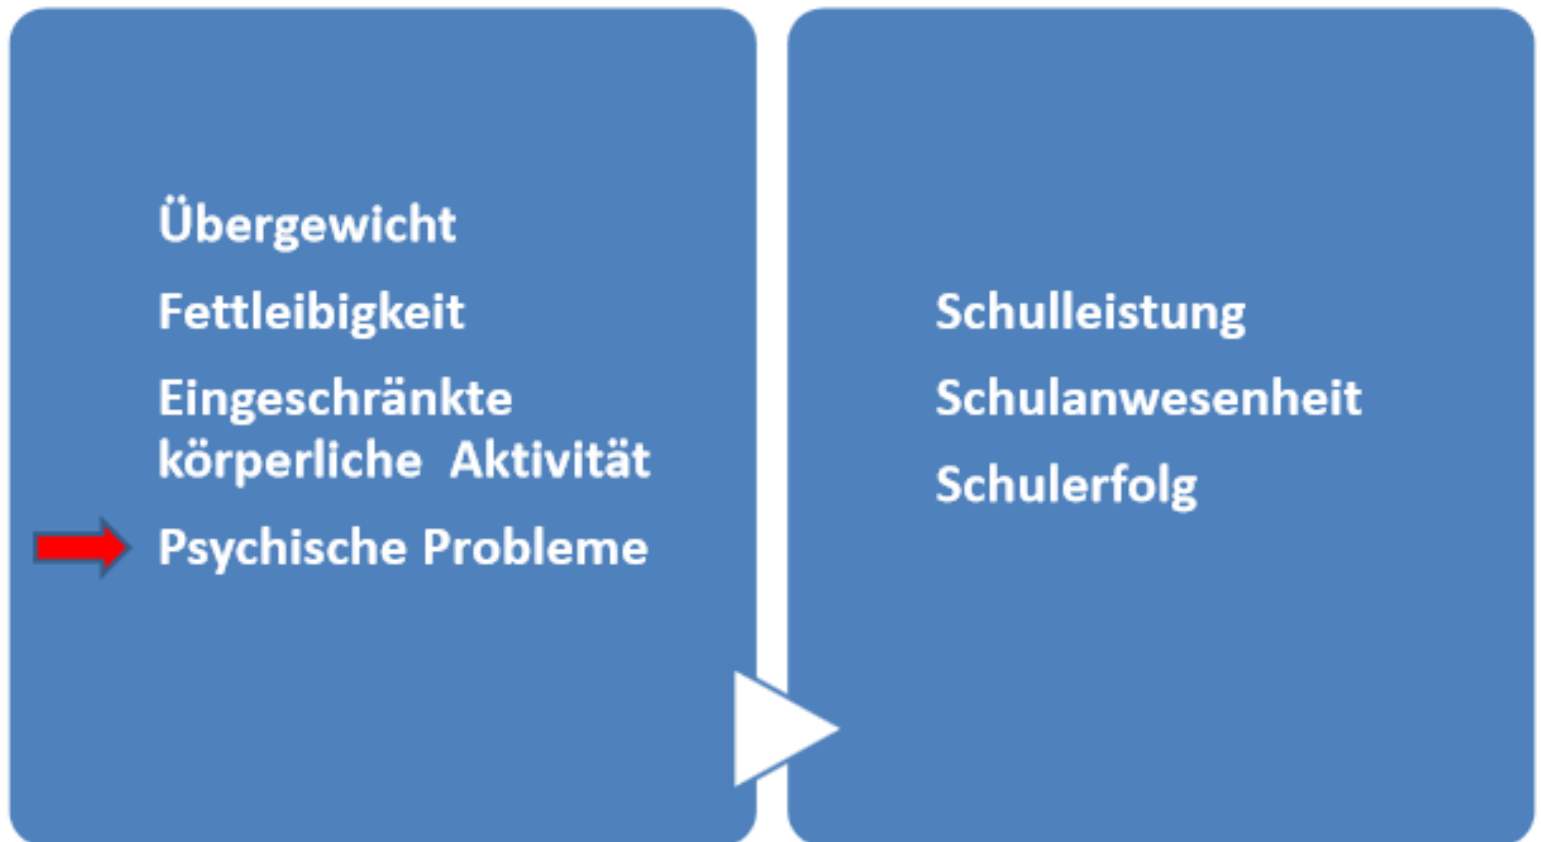 Übergewicht
Fettleibigkeit
Eingeschränkte
körperliche Aktivität
Psychische Probleme
Schulleistung
Schulanwesenheit
Schulerfolg